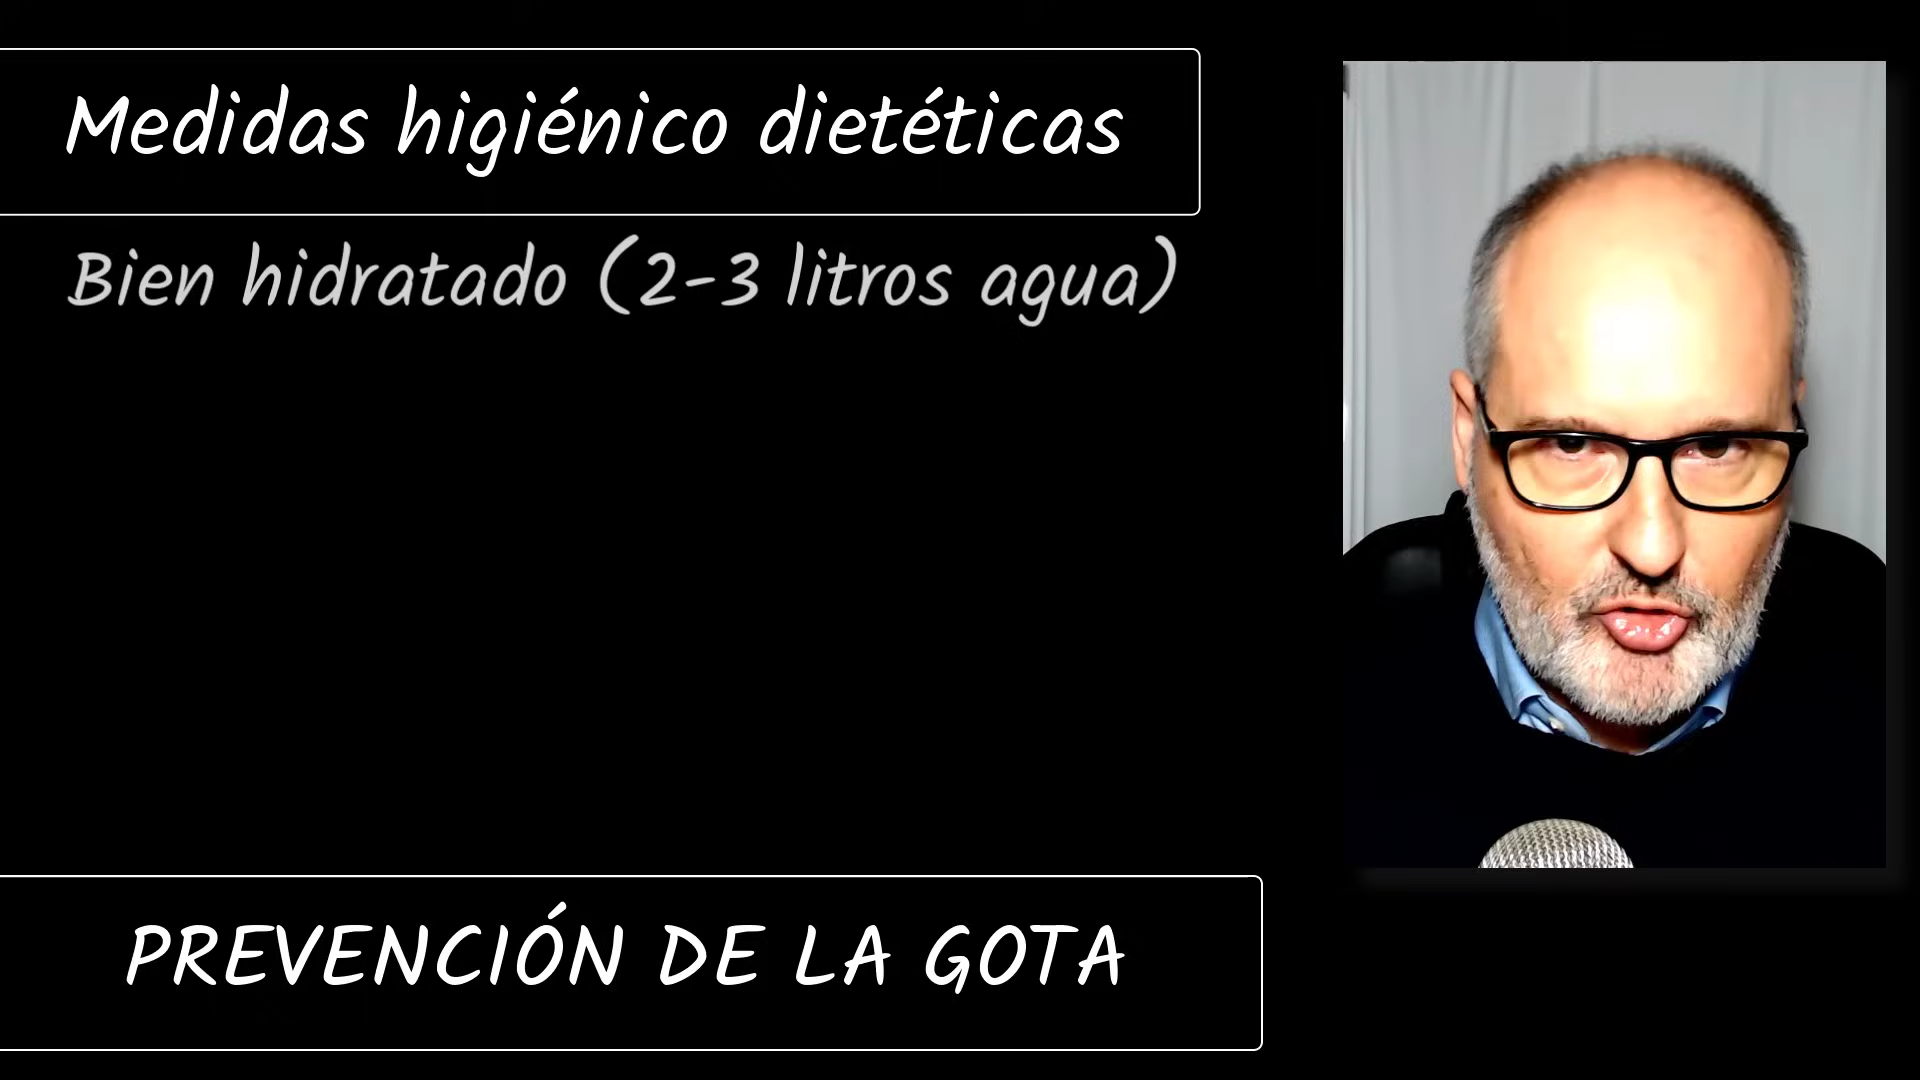 Medidas higiénico dietéticas
Bien hidratado (2-3 litros agua)
PREVENCIÓN DE LA GOTA